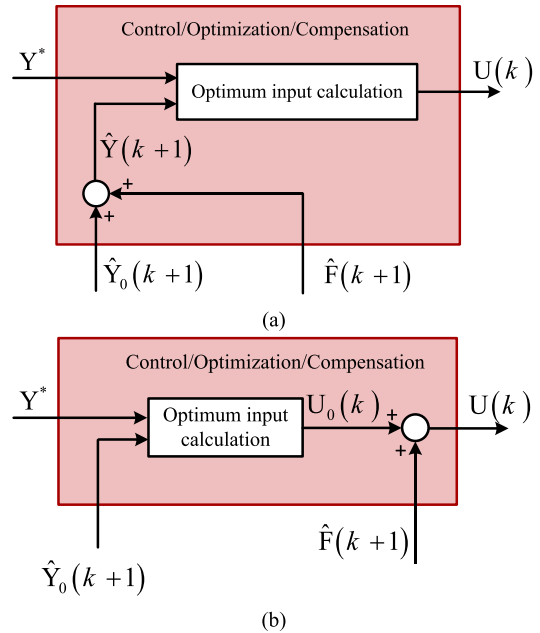 Control/Optimization/Compensation
Y*
U(k)
Optimum input calculation
Ŷ(k+1)
+
+
Ŷ₀(k+1)
F̂(k+1)
(a)
Control/Optimization/Compensation
Y*
Optimum input
calculation
U₀(k)
+
U(k)
+
F̂(k+1)
Ŷ₀(k+1)
(b)